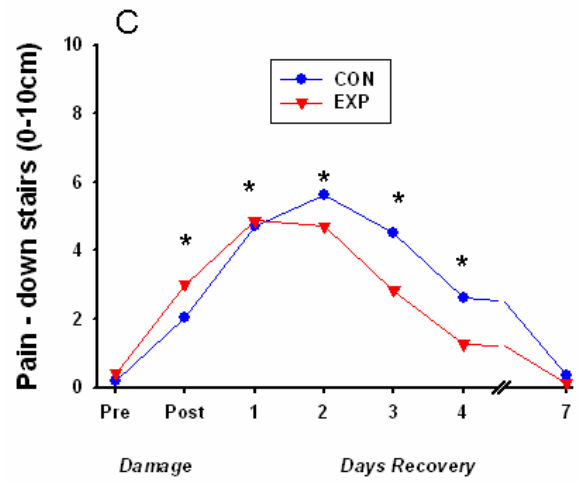 C
Pain - down stairs (0-10cm)
10
8
6
4
2
0
CON
EXP
*
*
*
*
*
Pre Post 1 2 3 4 7
Damage Days Recovery